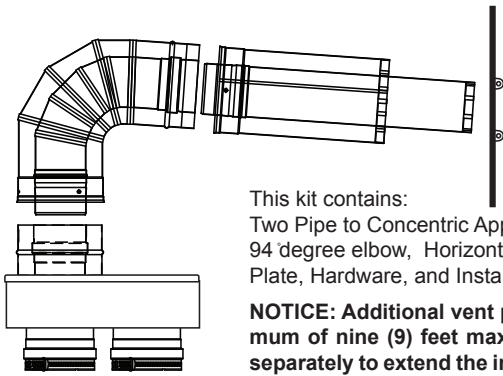 This kit contains:
Two Pipe to Concentric App
94 degree elbow, Horizont
Plate, Hardware, and Insta
NOTICE: Additional vent p
mum of nine (9) feet max
separately to extend the in